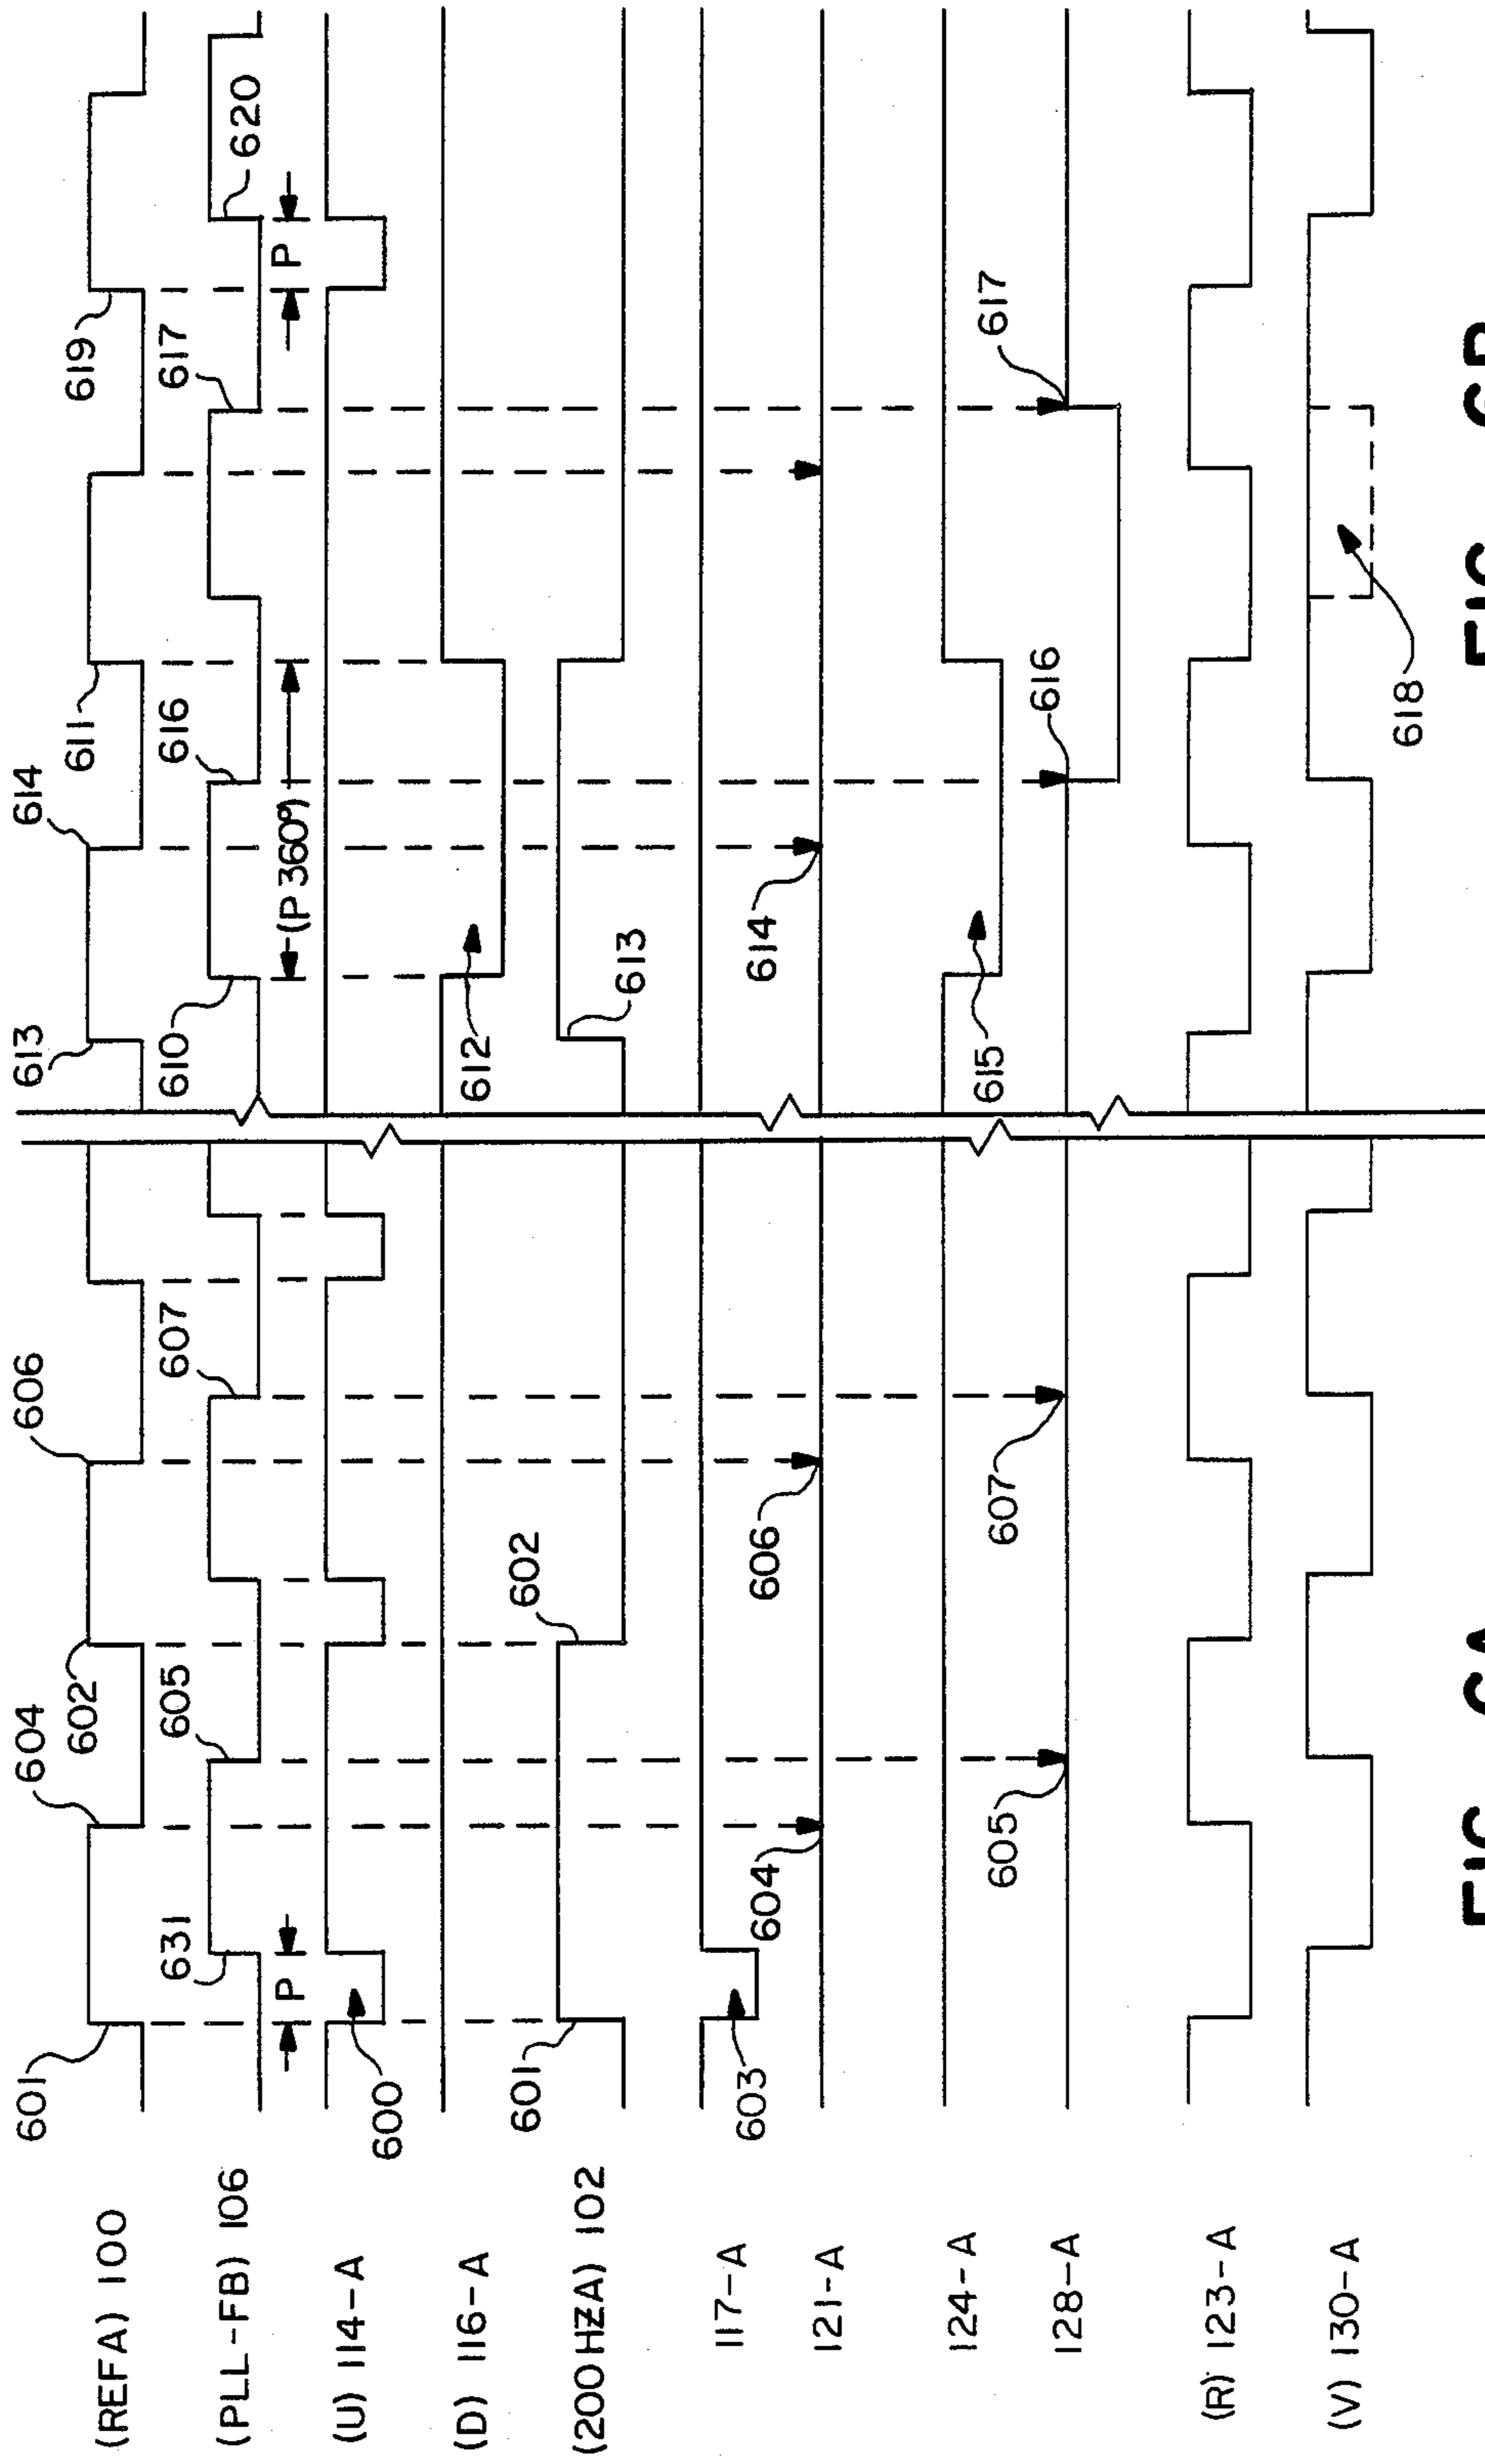 601 604 606 613 614
602 611 619
(REFA) 100
631 605 607 610 616 617
(PLL-FB) 106 620
P (P 360°) P
(U) 114-A
600
(D) 116-A 612
601 602 613
(200HZA) 102
117-A 603
604 606 614
121-A
124-A 615
605 607 616 617
128-A
(R) 123-A
(V) 130-A
618